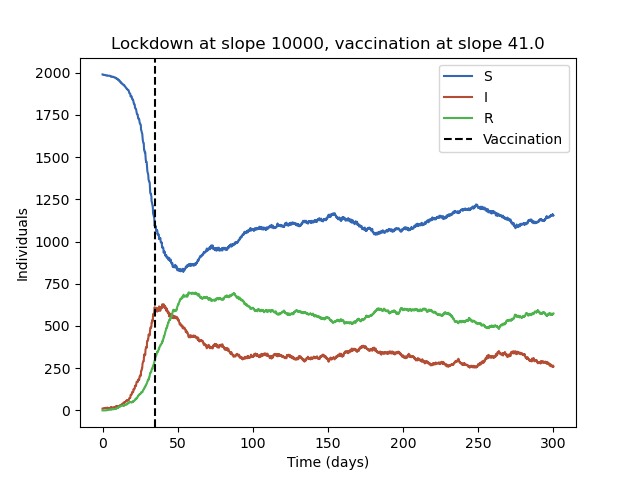 Lockdown at slope 10000, vaccination at slope 41.0
2000
1750
1500
1250
1000
750
500
250
0
Individuals
S
I
R
Vaccination
0 50 100 150 200 250 300
Time (days)